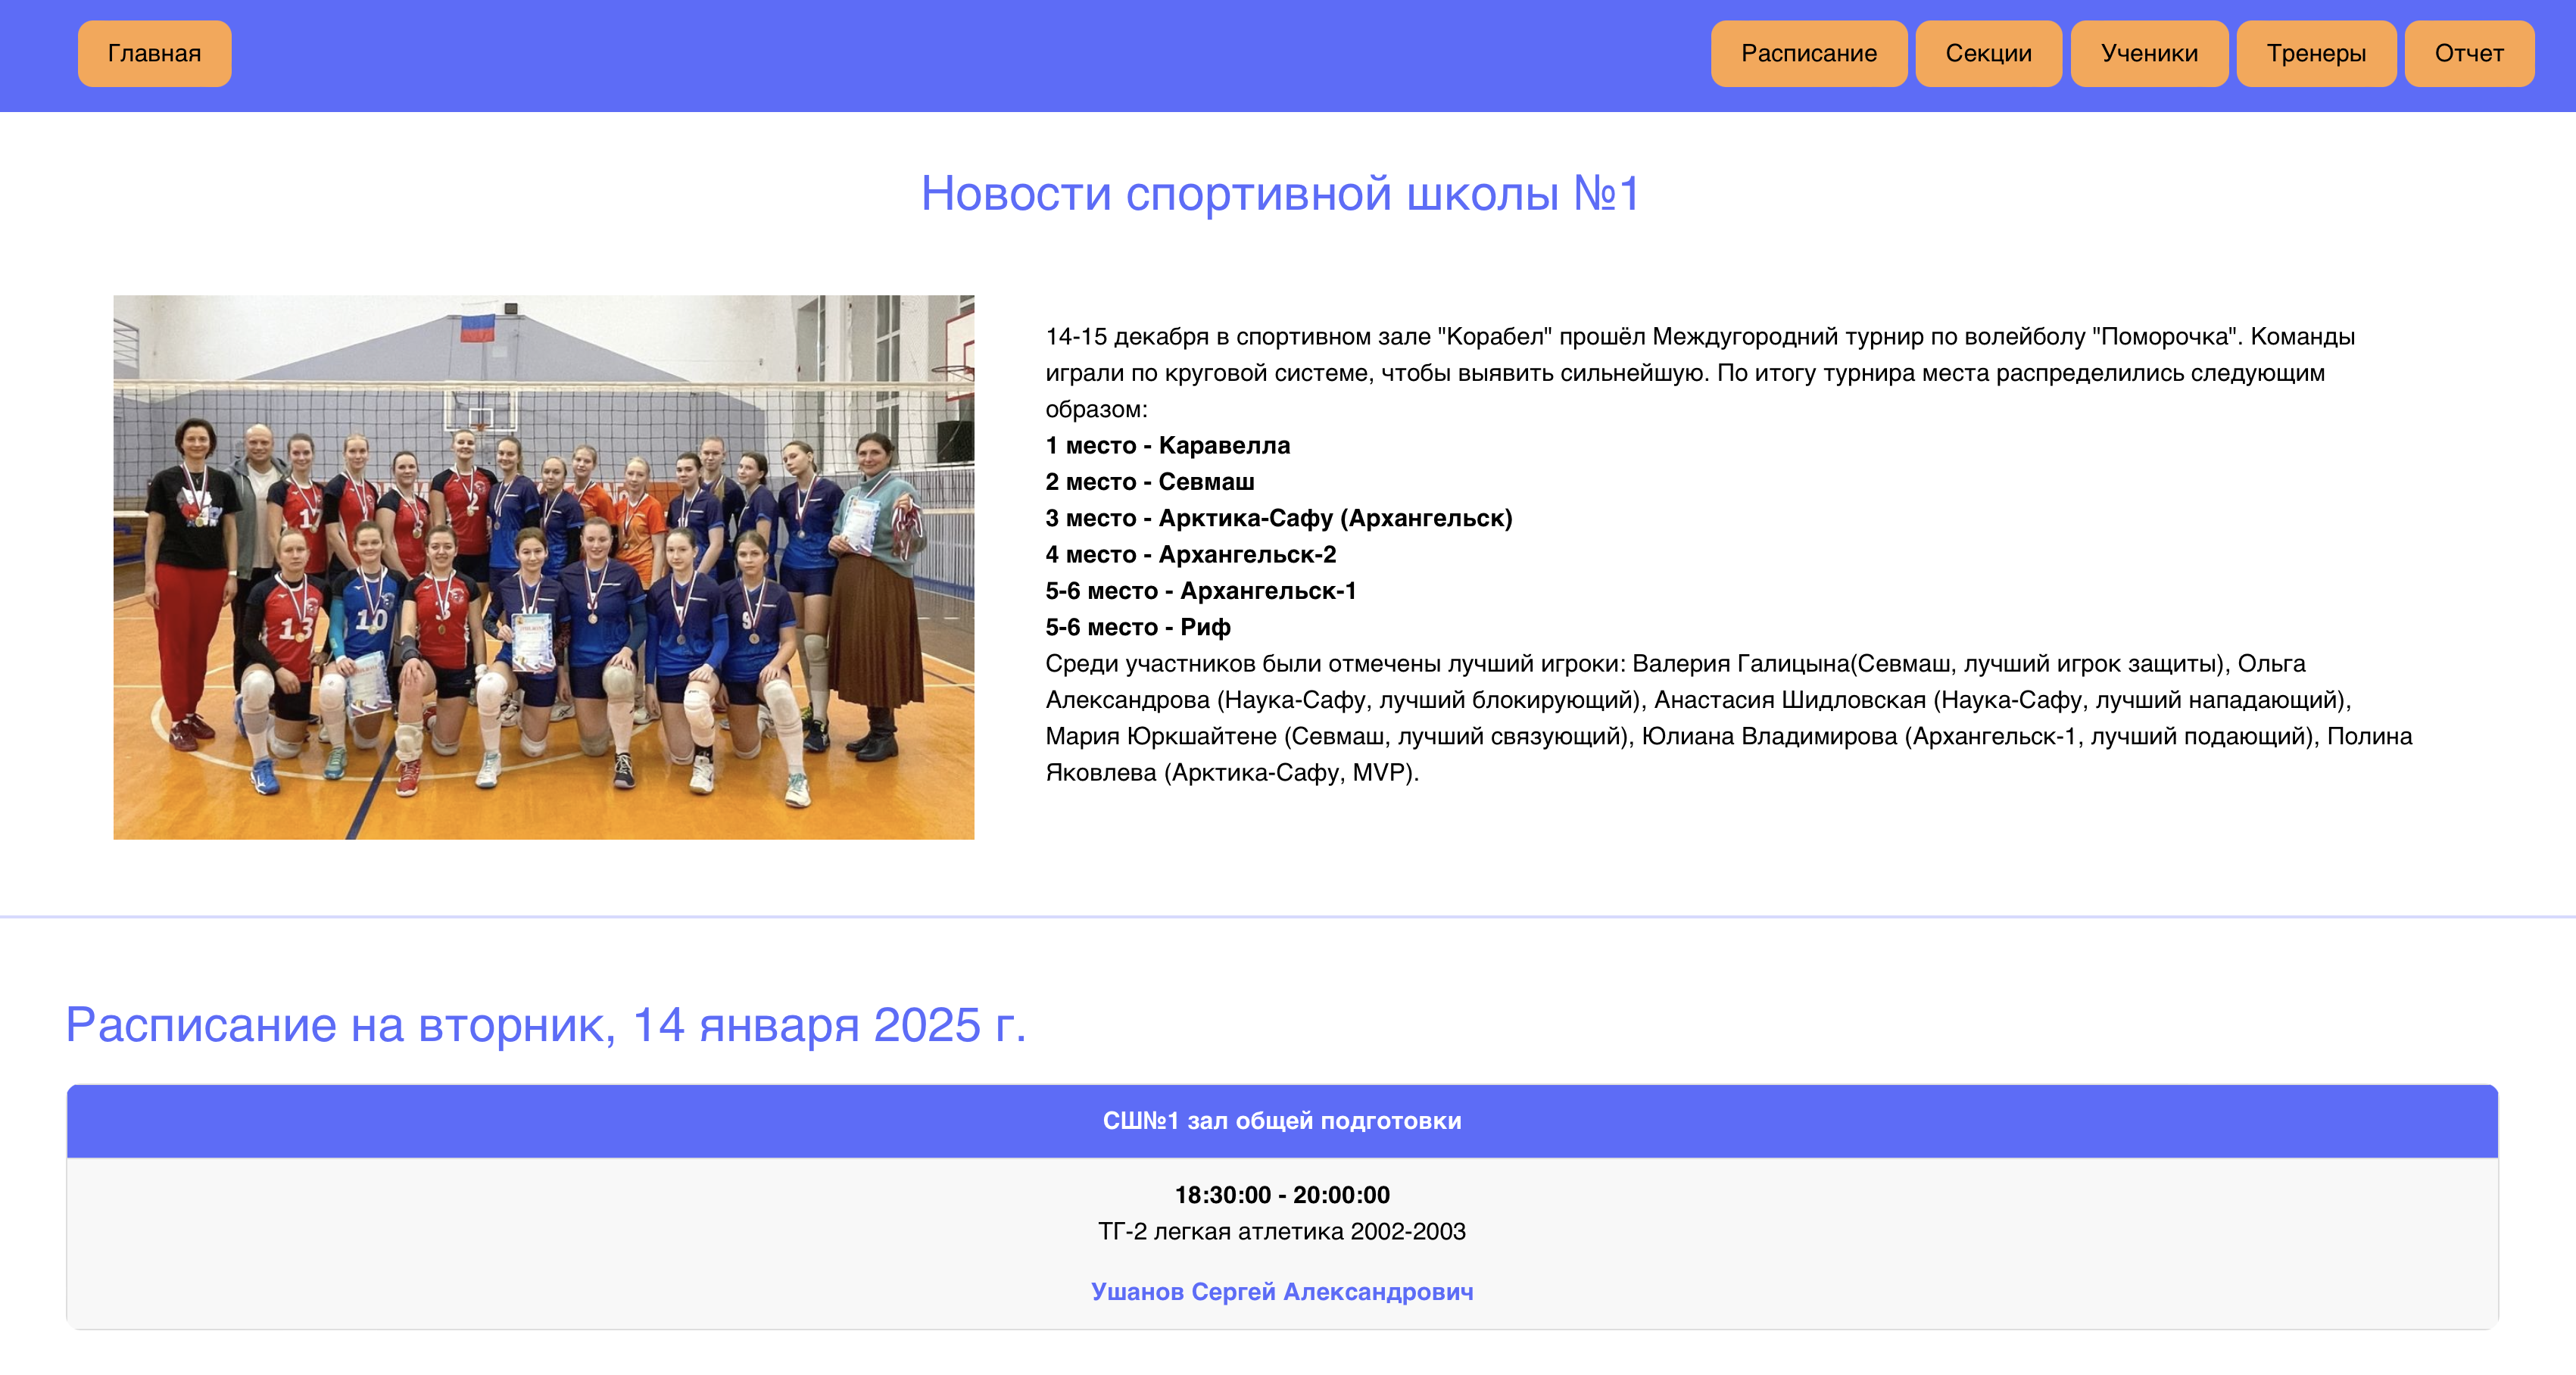 Главная
Расписание
Секции
Ученики
Тренеры
Отчет
Новости спортивной школы №1
14-15 декабря в спортивном зале "Корабел" прошёл Междугородний турнир по волейболу "Поморочка". Команды
играли по круговой системе, чтобы выявить сильнейшую. По итогу турнира места распределились следующим
образом:
1 место - Каравелла
2 место - Севмаш
3 место - Арктика-Сафу (Архангельск)
4 место - Архангельск-2
5-6 место - Архангельск-1
5-6 место - Риф
Среди участников были отмечены лучший игроки: Валерия Галицына(Севмаш, лучший игрок защиты), Ольга
Александрова (Наука-Сафу, лучший блокирующий), Анастасия Шидловская (Наука-Сафу, лучший нападающий),
Мария Юркшайтене (Севмаш, лучший связующий), Юлиана Владимирова (Архангельск-1, лучший подающий), Полина
Яковлева (Арктика-Сафу, MVP).
13
10
3
2
Расписание на вторник, 14 января 2025 г.
СШ№1 зал общей подготовки
18:30:00 - 20:00:00
ТГ-2 легкая атлетика 2002-2003
Ушанов Сергей Александрович